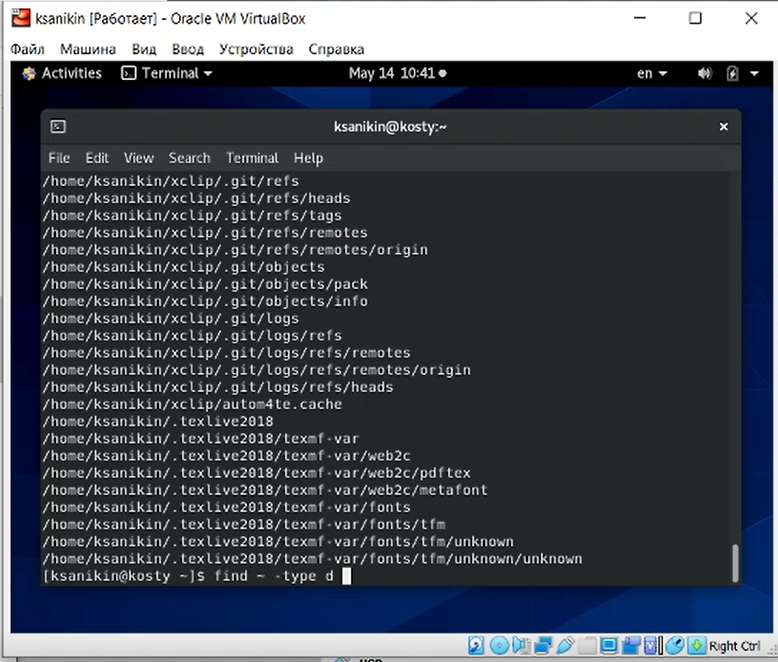 ksanikin [Работает] - Oracle VM VirtualBox
Файл Машина Вид Ввод Устройства Справка
Activities Terminal May 14 10:41 en
ksanikin@kosty:~
File Edit View Search Terminal Help
/home/ksanikin/xclip/.git/refs
/home/ksanikin/xclip/.git/refs/heads
/home/ksanikin/xclip/.git/refs/tags
/home/ksanikin/xclip/.git/refs/remotes
/home/ksanikin/xclip/.git/refs/remotes/origin
/home/ksanikin/xclip/.git/objects
/home/ksanikin/xclip/.git/objects/pack
/home/ksanikin/xclip/.git/objects/info
/home/ksanikin/xclip/.git/logs
/home/ksanikin/xclip/.git/logs/refs
/home/ksanikin/xclip/.git/logs/refs/remotes
/home/ksanikin/xclip/.git/logs/refs/remotes/origin
/home/ksanikin/xclip/.git/logs/refs/heads
/home/ksanikin/xclip/autom4te.cache
/home/ksanikin/.texlive2018
/home/ksanikin/.texlive2018/texmf-var
/home/ksanikin/.texlive2018/texmf-var/web2c
/home/ksanikin/.texlive2018/texmf-var/web2c/pdftex
/home/ksanikin/.texlive2018/texmf-var/web2c/metafont
/home/ksanikin/.texlive2018/texmf-var/fonts
/home/ksanikin/.texlive2018/texmf-var/fonts/tfm
/home/ksanikin/.texlive2018/texmf-var/fonts/tfm/unknown
/home/ksanikin/.texlive2018/texmf-var/fonts/tfm/unknown/unknown
[ksanikin@kosty ~]$ find ~ -type d
Right Ctrl